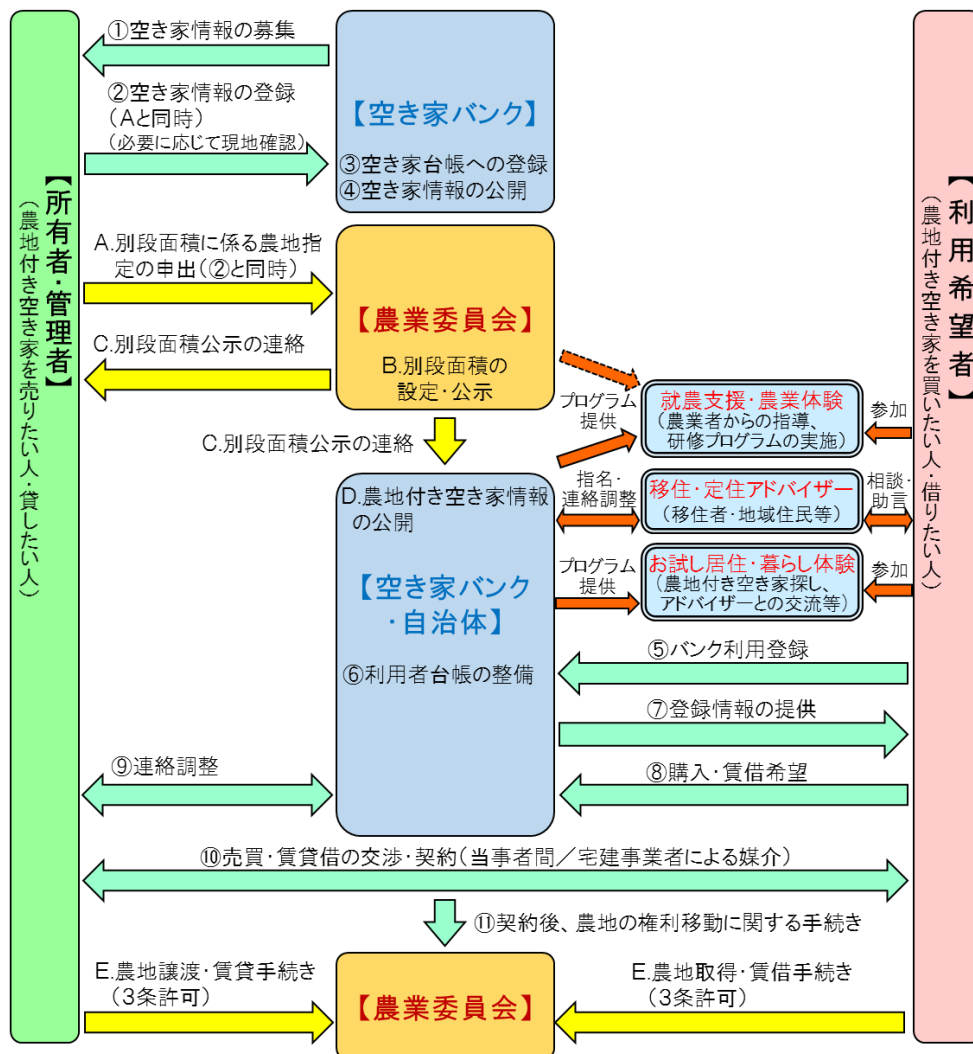 ①空き家情報の募集
②空き家情報の登録
(Aと同時)
(必要に応じて現地確認)
【空き家バンク】
③空き家台帳への登録
④空き家情報の公開
【所有者・管理者】
(農地付き空き家を売りたい人・貸したい人)
【利用希望者】
(農地付き空き家を買いたい人・借りたい人)
A.別段面積に係る農地指
定の申出(②と同時)
C.別段面積公示の連絡
【農業委員会】
B.別段面積の
設定・公示
C.別段面積公示の連絡
プログラム
提供
就農支援・農業体験
(農業者からの指導、
研修プログラムの実施)
参加
D.農地付き空き家情報
の公開
指名・
連絡調整
移住・定住アドバイザー
(移住者・地域住民等)
相談・
助言
プログラム
提供
お試し居住・暮らし体験
(農地付き空き家探し、
アドバイザーとの交流等)
参加
【空き家バンク
・自治体】
⑥利用者台帳の整備
⑤バンク利用登録
⑦登録情報の提供
⑨連絡調整
⑧購入・賃借希望
⑩売買・賃貸借の交渉・契約(当事者間/宅建事業者による媒介)
⑪契約後、農地の権利移動に関する手続き
E.農地譲渡・賃貸手続き
(3条許可)
【農業委員会】
E.農地取得・賃借手続き
(3条許可)